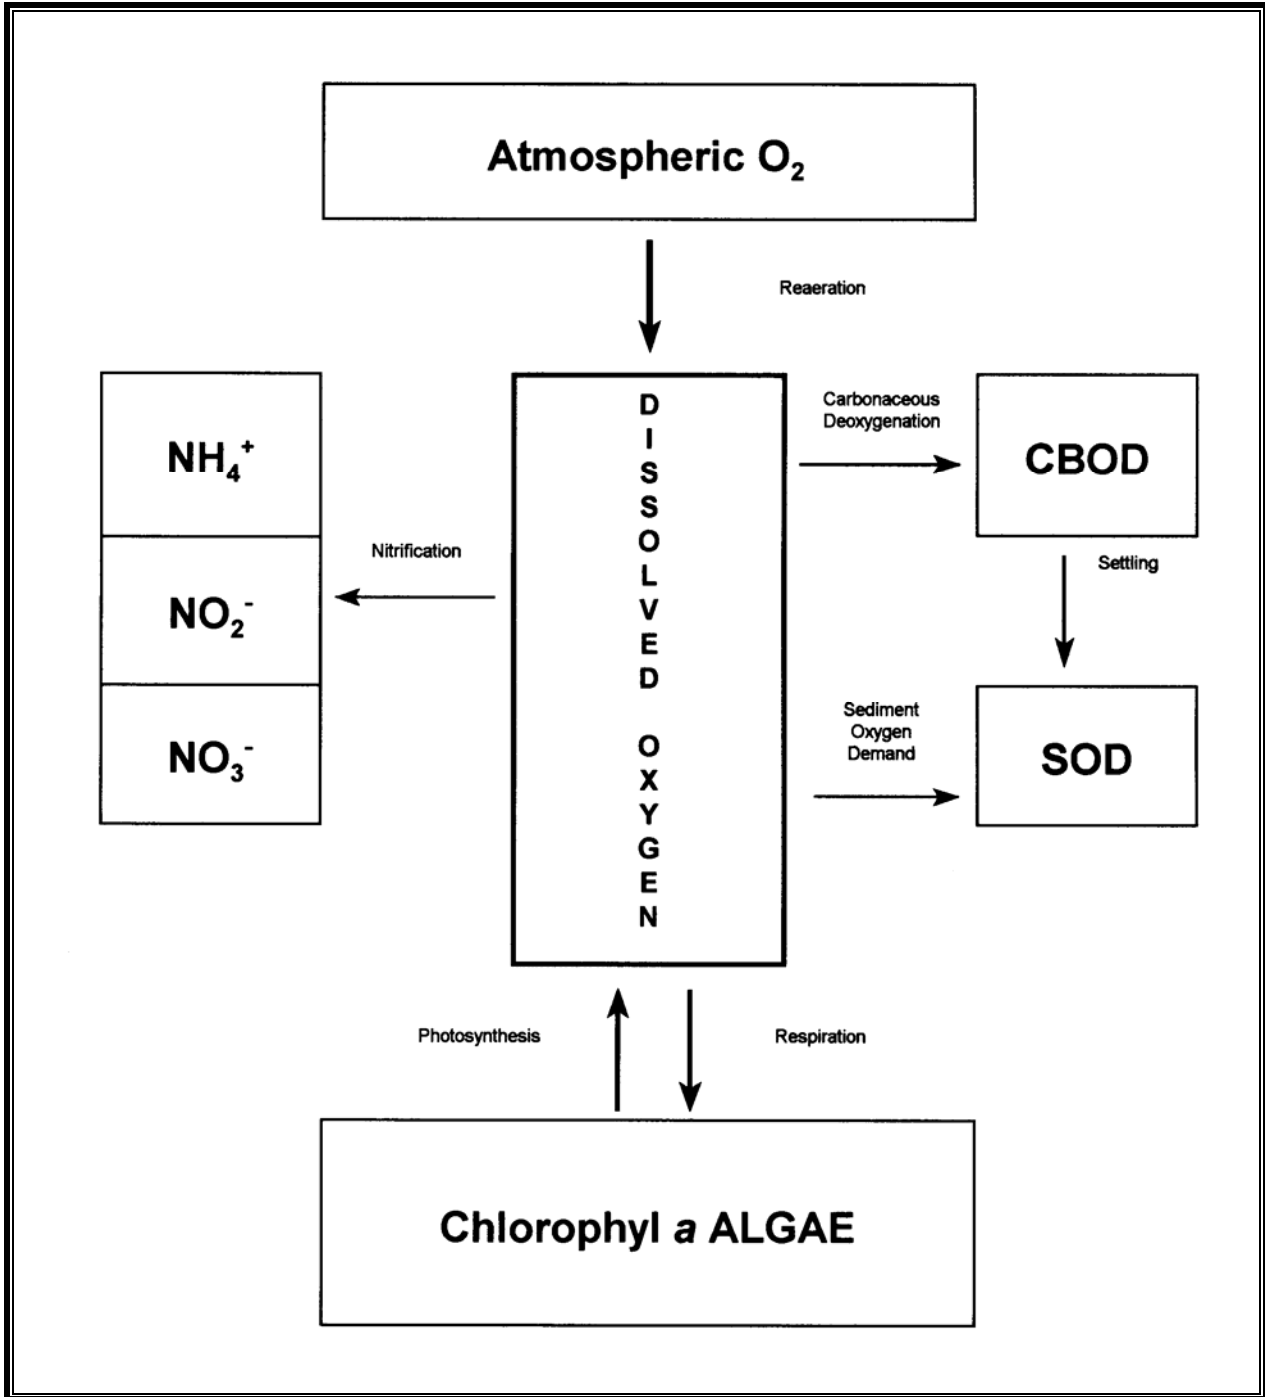 Atmospheric O₂
Reaeration
NH₄⁺
NO₂⁻
NO₃⁻
Nitrification
D
I
S
S
O
L
V
E
D
O
X
Y
G
E
N
Carbonaceous
Deoxygenation
CBOD
Settling
Sediment
Oxygen
Demand
SOD
Photosynthesis
Respiration
Chlorophyl a ALGAE